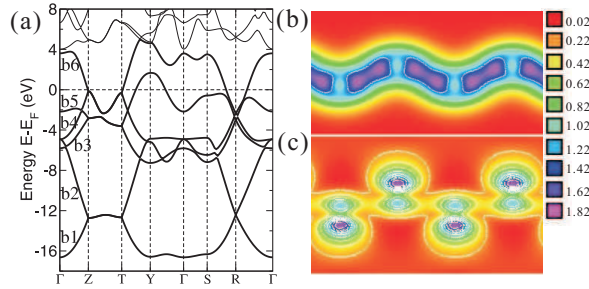 (a)
8
4
0
-4
-8
-12
-16
Energy E-E_F (eV)
b6
b5
b4
b3
b2
b1
Γ Z T Y Γ S R Γ
(b)
(c)
0.02
0.22
0.42
0.62
0.82
1.02
1.22
1.42
1.62
1.82